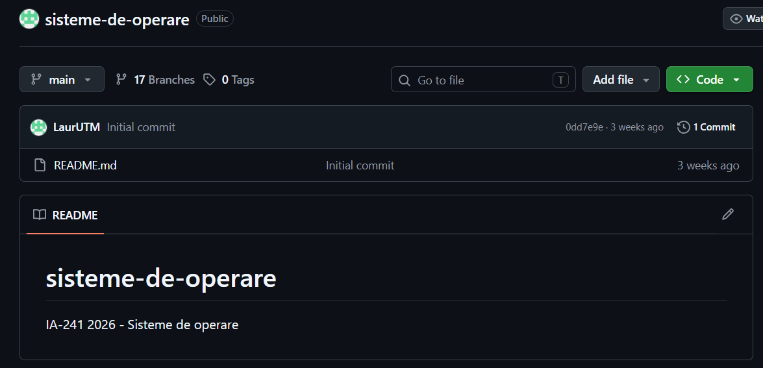 sisteme-de-operare Public
main 17 Branches 0 Tags Go to file T Add file Code
LaurUTM Initial commit 0dd7e9e · 3 weeks ago 1 Commit
README.md Initial commit 3 weeks ago
README
sisteme-de-operare
IA-241 2026 - Sisteme de operare